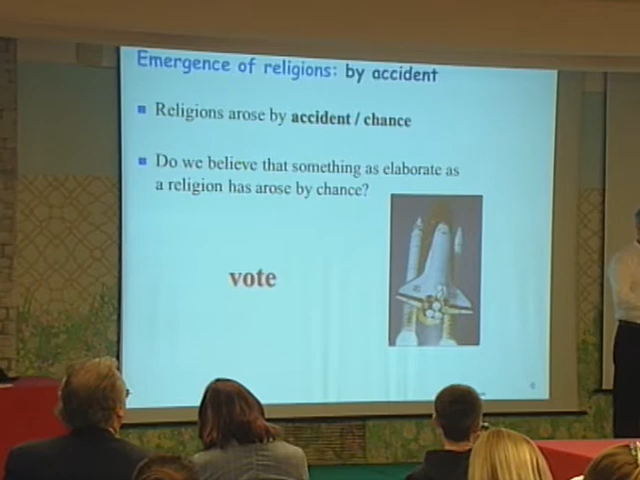 Emergence of religions: by accident
Religions arose by accident / chance
Do we believe that something as elaborate as
a religion has arose by chance?
vote